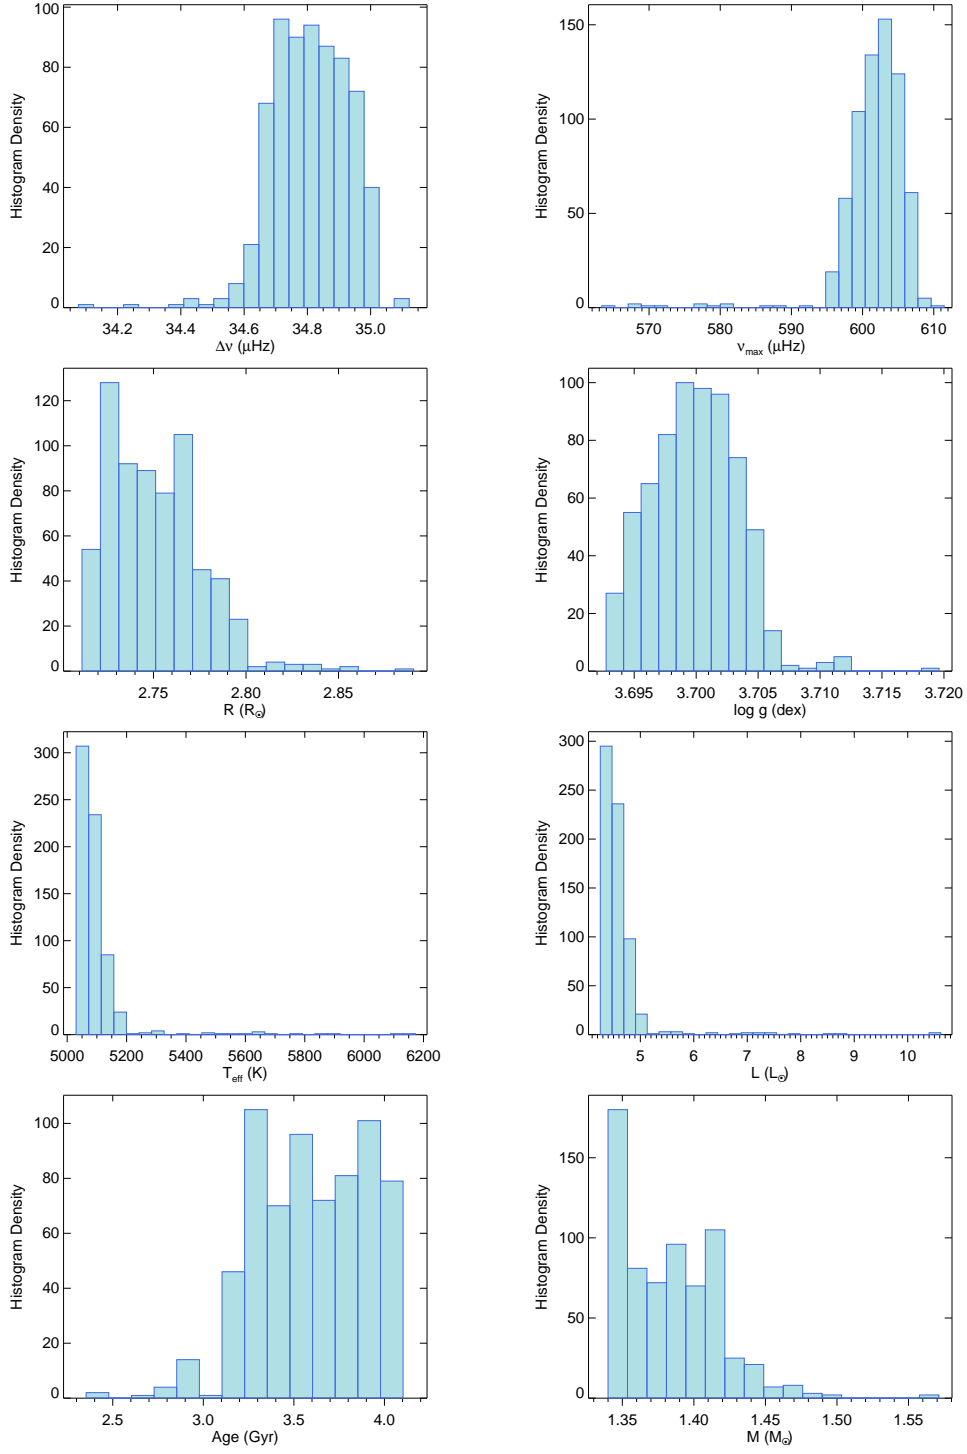 100
80
60
40
20
0
Histogram Density
34.2 34.4 34.6 34.8 35.0
Δν (μHz)
150
100
50
0
Histogram Density
570 580 590 600 610
ν_max (μHz)
120
100
80
60
40
20
0
Histogram Density
2.75 2.80 2.85
R (R☉)
100
80
60
40
20
0
Histogram Density
3.695 3.700 3.705 3.710 3.715 3.720
log g (dex)
300
250
200
150
100
50
0
Histogram Density
5000 5200 5400 5600 5800 6000 6200
T_eff (K)
300
250
200
150
100
50
0
Histogram Density
5 6 7 8 9 10
L (L☉)
100
80
60
40
20
0
Histogram Density
2.5 3.0 3.5 4.0
Age (Gyr)
150
100
50
0
Histogram Density
1.35 1.40 1.45 1.50 1.55
M (M☉)